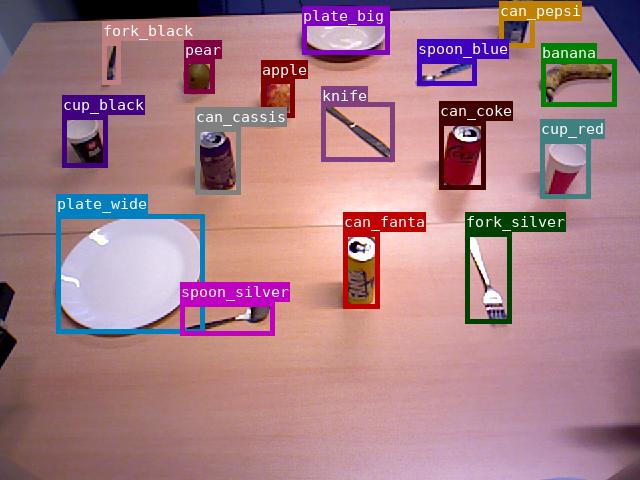 can_pepsi
plate_big
fork_black
pear
spoon_blue
banana
apple
knife
cup_black
can_cassis
can_coke
cup_red
plate_wide
can_fanta
fork_silver
spoon_silver